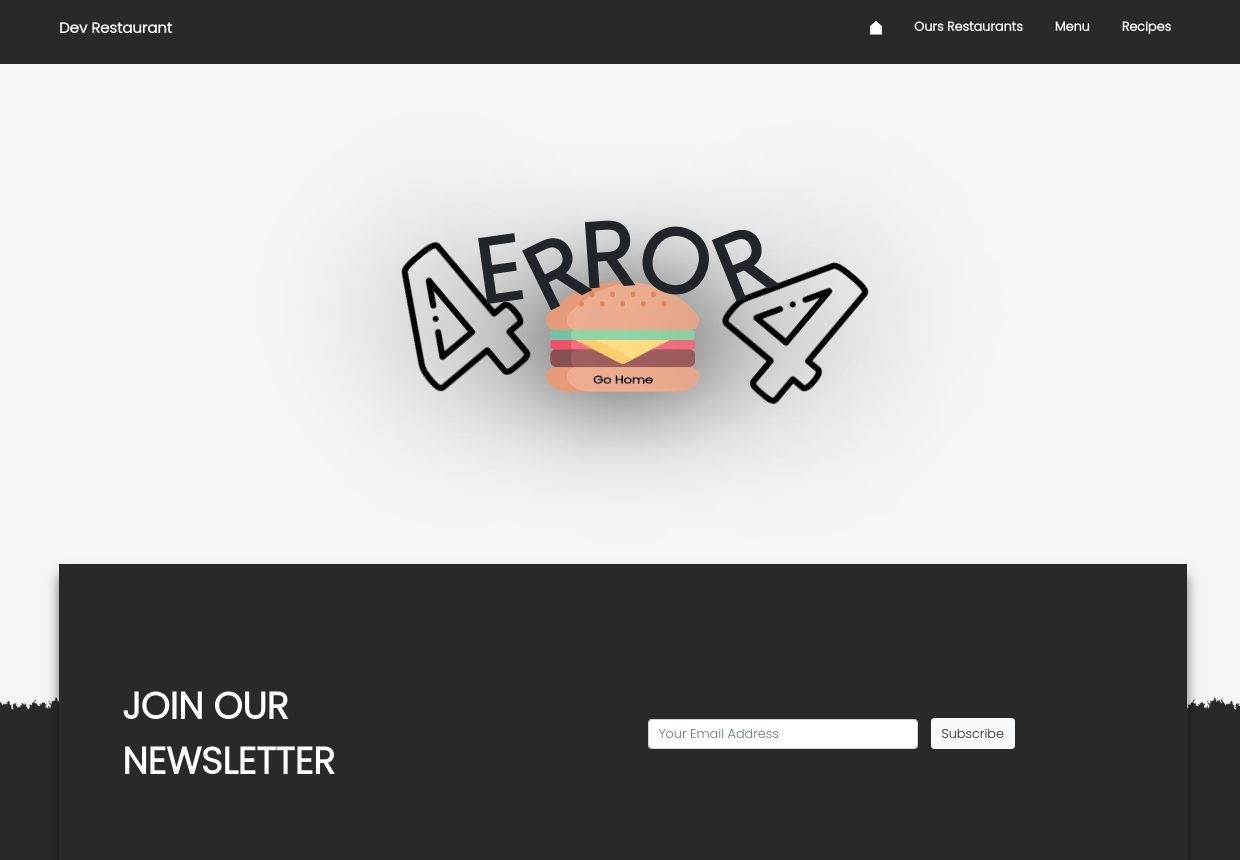 Dev Restaurant
Ours Restaurants
Menu
Recipes
ERROR
4 4
Go Home
JOIN OUR
NEWSLETTER
Your Email Address
Subscribe